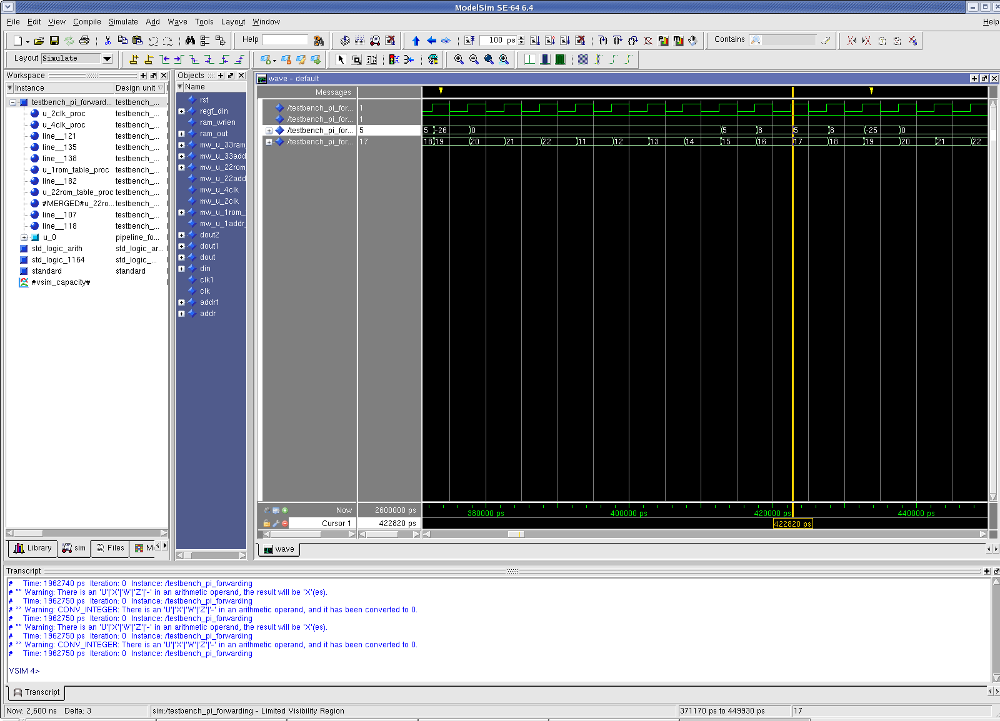 ModelSim SE-64 6.4
File Edit View Compile Simulate Add Wave Tools Layout Window Help
Help 100 ps Contains
Layout Simulate
Workspace
Instance Design unit
testbench_pi_forward... testbench_...
u_2clk_proc testbench_...
u_4clk_proc testbench_...
line__121 testbench_...
line__135 testbench_...
line__138 testbench_...
u_1rom_table_proc testbench_...
line__182 testbench_...
u_22rom_table_proc testbench_...
#MERGED#u_22ro... testbench_...
line__107 testbench_...
line__118 testbench_...
u_0 pipeline_fo...
std_logic_arith std_logic_ar...
std_logic_1164 std_logic_...
standard standard
#vsim_capacity#
Library sim Files M
Objects
Name
rst
regf_din
ram_wrien
ram_out
mw_u_33ram_
mw_u_33add
mw_u_22rom_
mw_u_22add
mw_u_4clk
mw_u_2clk
mw_u_1rom_
mw_u_1addr_
dout2
dout1
dout
din
clk1
clk
addr1
addr
wave - default
Messages
/testbench_pi_for... 1
/testbench_pi_for... 1
/testbench_pi_for... 5 5 -26 0 5 8 5 8 -25 0
/testbench_pi_for... 17 18 19 20 21 22 11 12 13 14 15 16 17 18 19 20 21 22
Now 2600000 ps 380000 ps 400000 ps 420000 ps 440000 ps
Cursor 1 422820 ps 422820 ps
wave
Transcript
# Time: 1962740 ps Iteration: 0 Instance: /testbench_pi_forwarding
# ** Warning: There is an 'U'|'X'|'W'|'Z'|'-' in an arithmetic operand, the result will be 'X'(es).
# Time: 1962750 ps Iteration: 0 Instance: /testbench_pi_forwarding
# ** Warning: CONV_INTEGER: There is an 'U'|'X'|'W'|'Z'|'-' in an arithmetic operand, and it has been converted to 0.
# Time: 1962750 ps Iteration: 0 Instance: /testbench_pi_forwarding
# ** Warning: There is an 'U'|'X'|'W'|'Z'|'-' in an arithmetic operand, the result will be 'X'(es).
# Time: 1962750 ps Iteration: 0 Instance: /testbench_pi_forwarding
# ** Warning: CONV_INTEGER: There is an 'U'|'X'|'W'|'Z'|'-' in an arithmetic operand, and it has been converted to 0.
# Time: 1962750 ps Iteration: 0 Instance: /testbench_pi_forwarding
VSIM 4>
Transcript
Now: 2,600 ns Delta: 3 sim:/testbench_pi_forwarding - Limited Visibility Region 371170 ps to 449930 ps 17